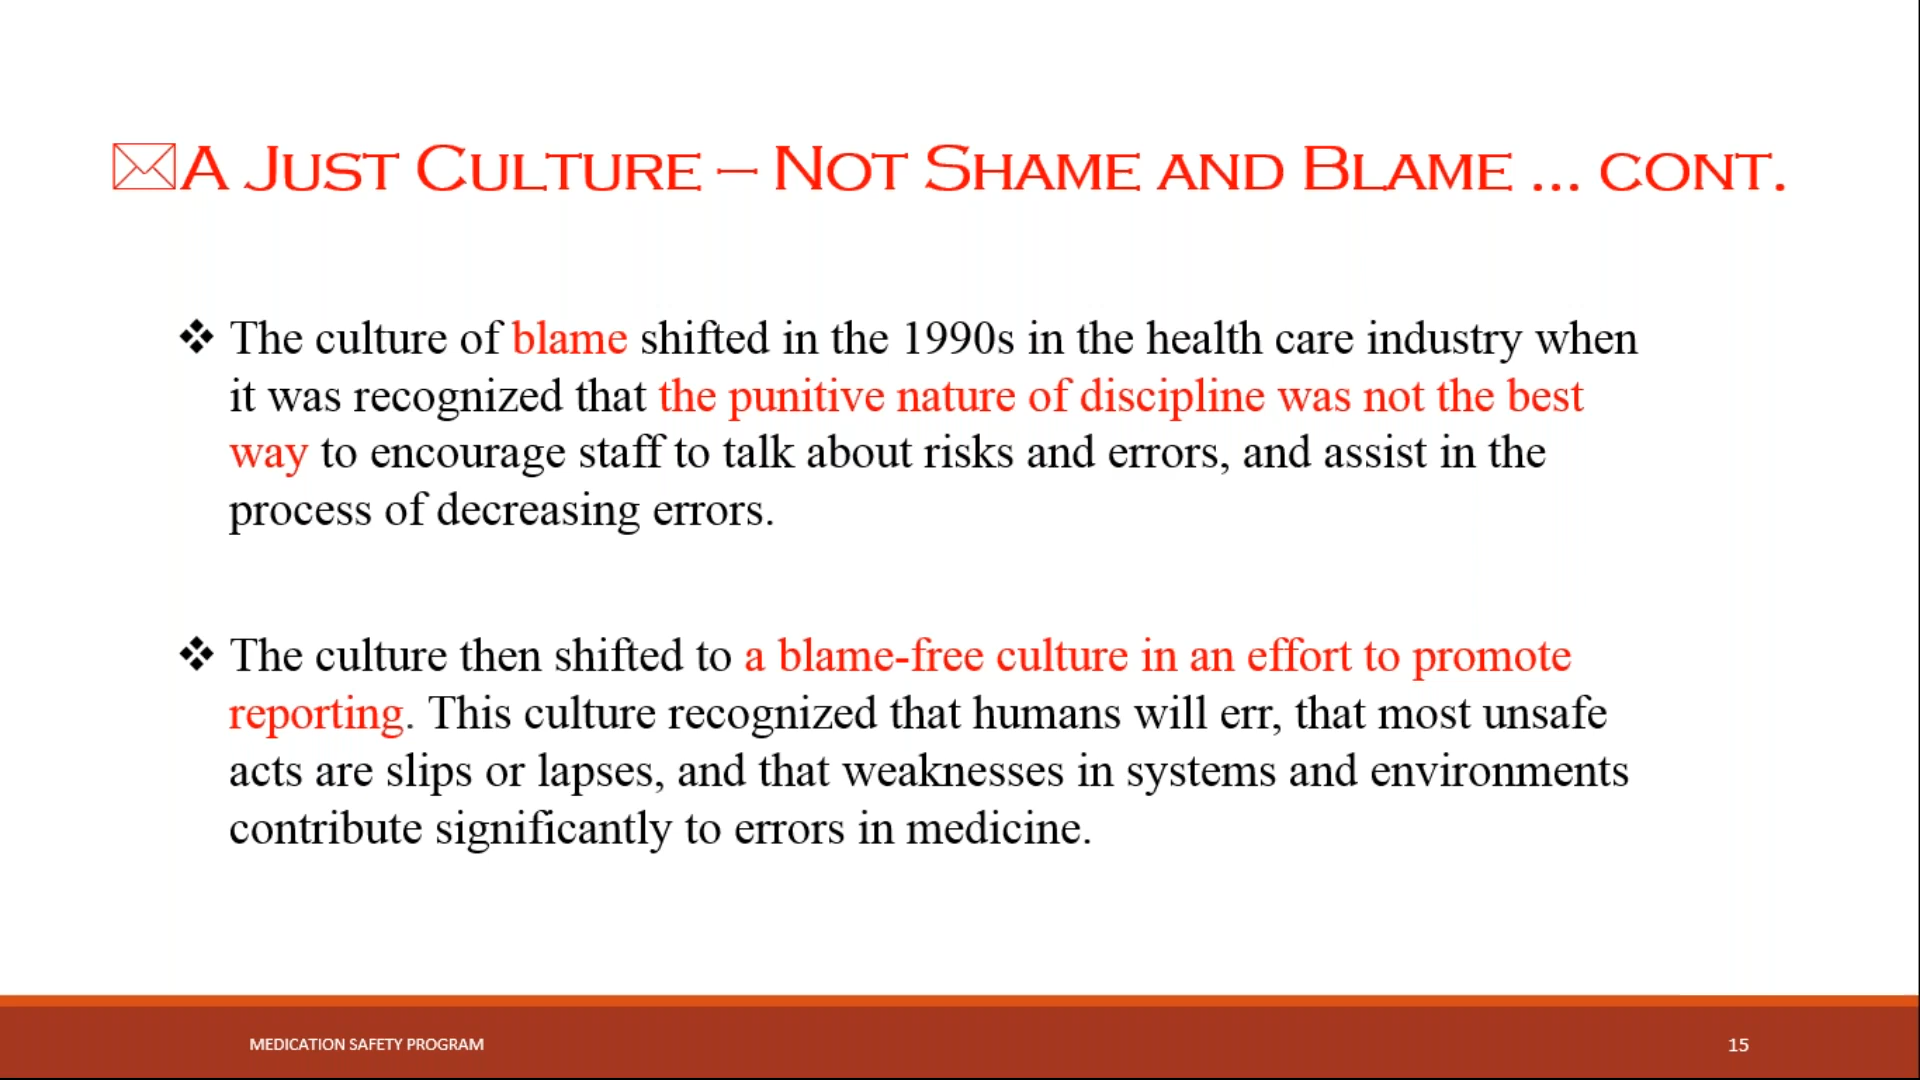 A Just Culture – Not Shame and Blame ... cont.
❖ The culture of blame shifted in the 1990s in the health care industry when
it was recognized that the punitive nature of discipline was not the best
way to encourage staff to talk about risks and errors, and assist in the
process of decreasing errors.
❖ The culture then shifted to a blame-free culture in an effort to promote
reporting. This culture recognized that humans will err, that most unsafe
acts are slips or lapses, and that weaknesses in systems and environments
contribute significantly to errors in medicine.
MEDICATION SAFETY PROGRAM
15